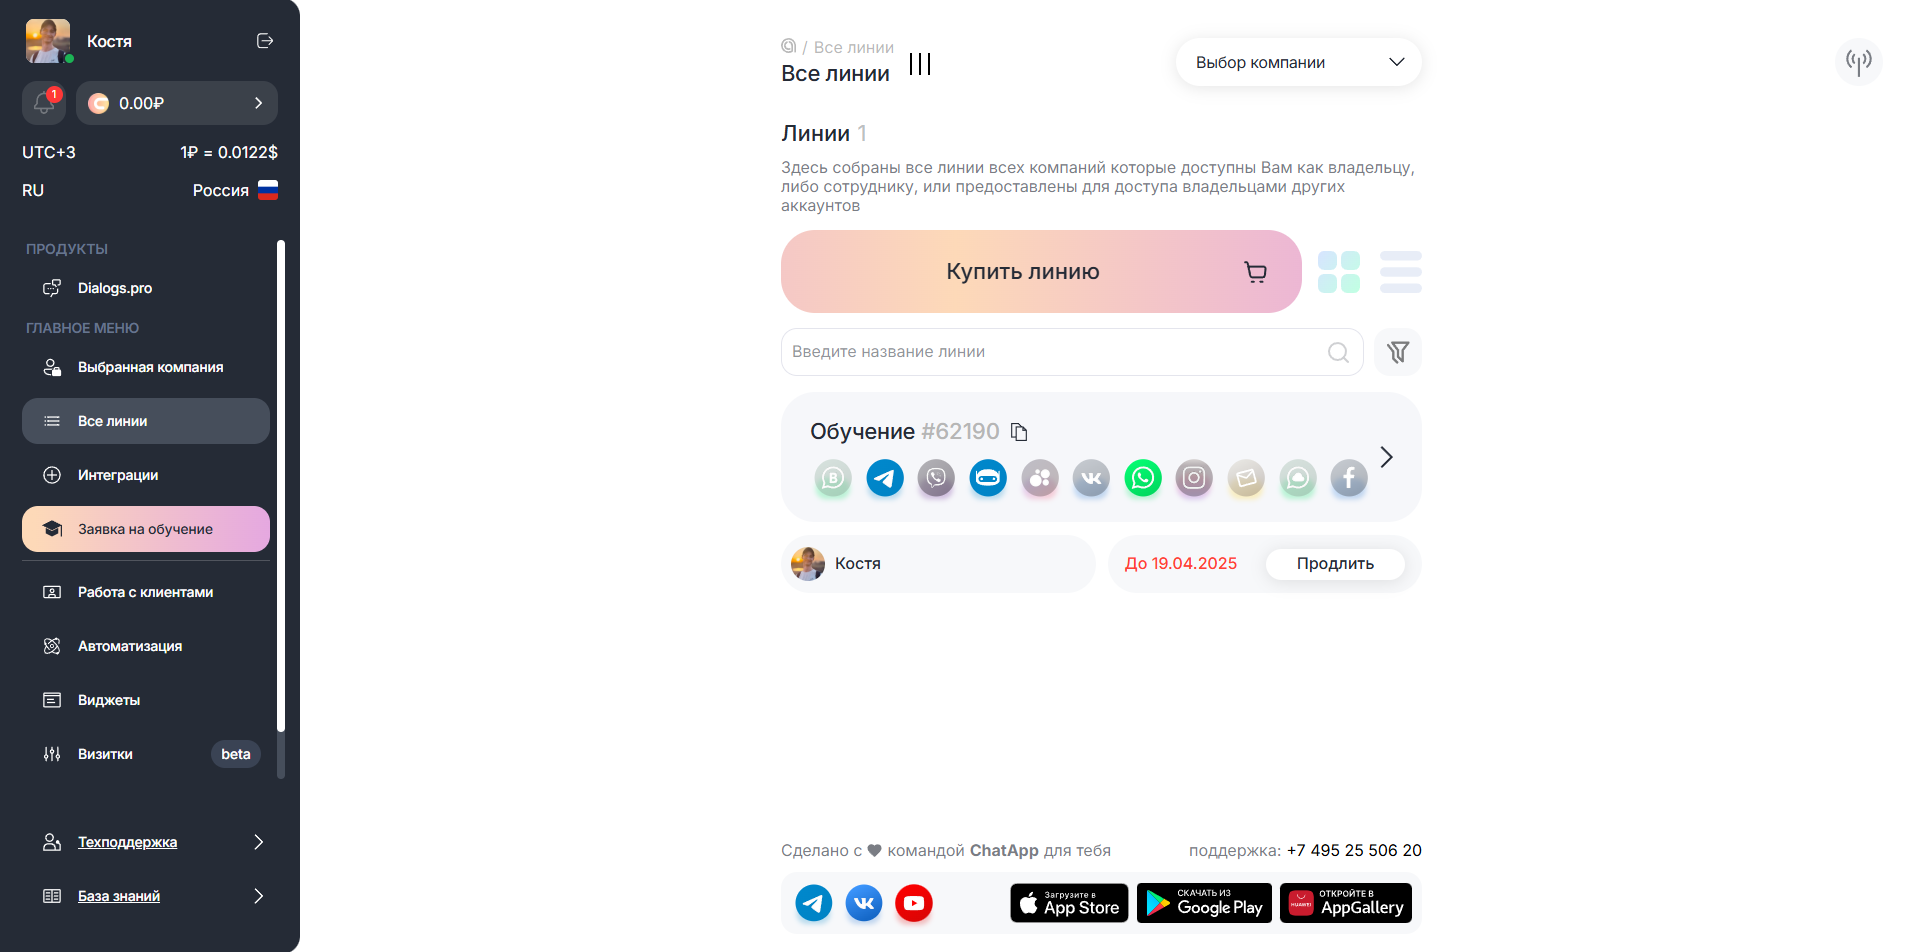 Костя
1
0.00₽
UTC+3
1₽ = 0.0122$
RU
Россия
ПРОДУКТЫ
Dialogs.pro
ГЛАВНОЕ МЕНЮ
Выбранная компания
Все линии
Интеграции
Заявка на обучение
Работа с клиентами
Автоматизация
Виджеты
Визитки
beta
Техподдержка
База знаний
/ Все линии
Все линии
Выбор компании
Линии 1
Здесь собраны все линии всех компаний которые доступны Вам как владельцу,
либо сотруднику, или предоставлены для доступа владельцами других
аккаунтов
Купить линию
Введите название линии
Обучение #62190
Костя
До 19.04.2025
Продлить
Сделано с командой ChatApp для тебя
поддержка: +7 495 25 506 20
Загрузите в
App Store
СКАЧАТЬ ИЗ
Google Play
HUAWEI
ОТКРОЙТЕ В
AppGallery